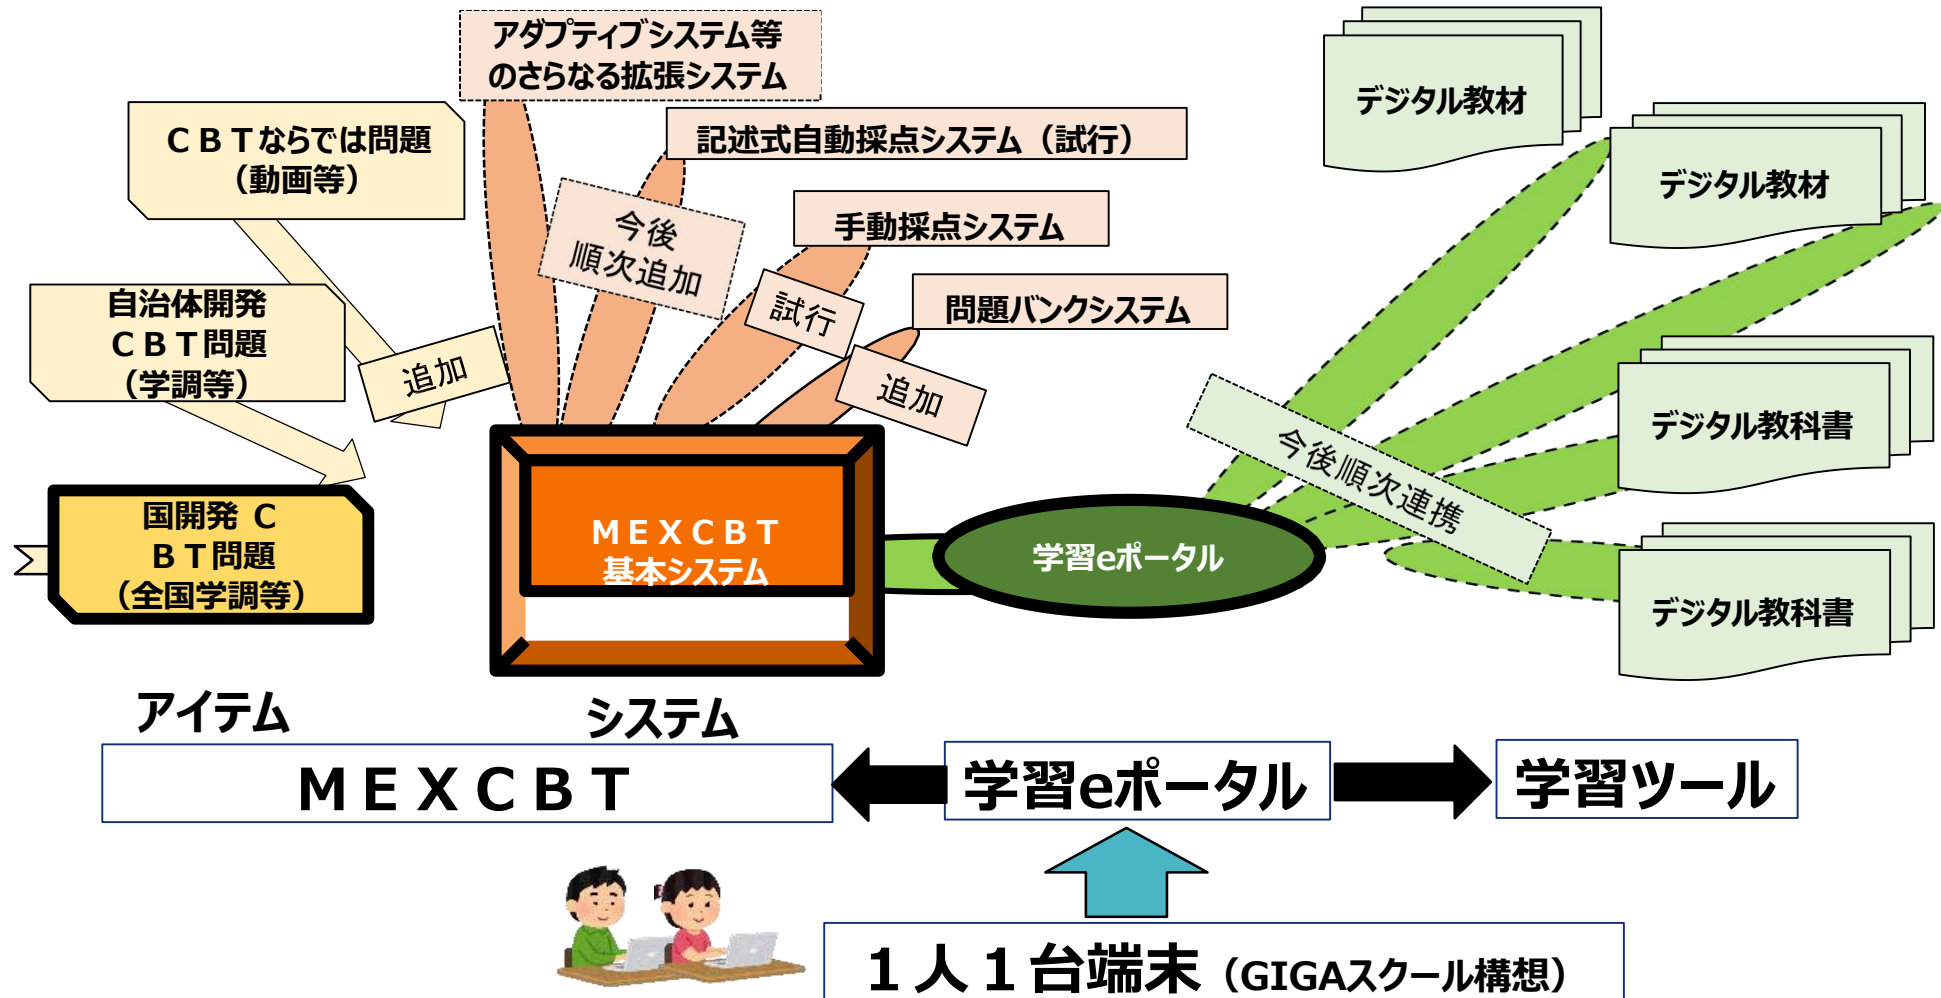 アダプティブシステム等
のさらなる拡張システム
記述式自動採点システム（試行）
手動採点システム
問題バンクシステム
今後
順次追加
試行
追加
ＣＢＴならでは問題
（動画等）
自治体開発
ＣＢＴ問題
（学調等）
追加
国開発 Ｃ
ＢＴ問題
（全国学調等）
ＭＥＸＣＢＴ
基本システム
学習eポータル
今後順次連携
デジタル教材
デジタル教材
デジタル教科書
デジタル教科書
アイテム
システム
ＭＥＸＣＢＴ
学習eポータル
学習ツール
１人１台端末（GIGAスクール構想）